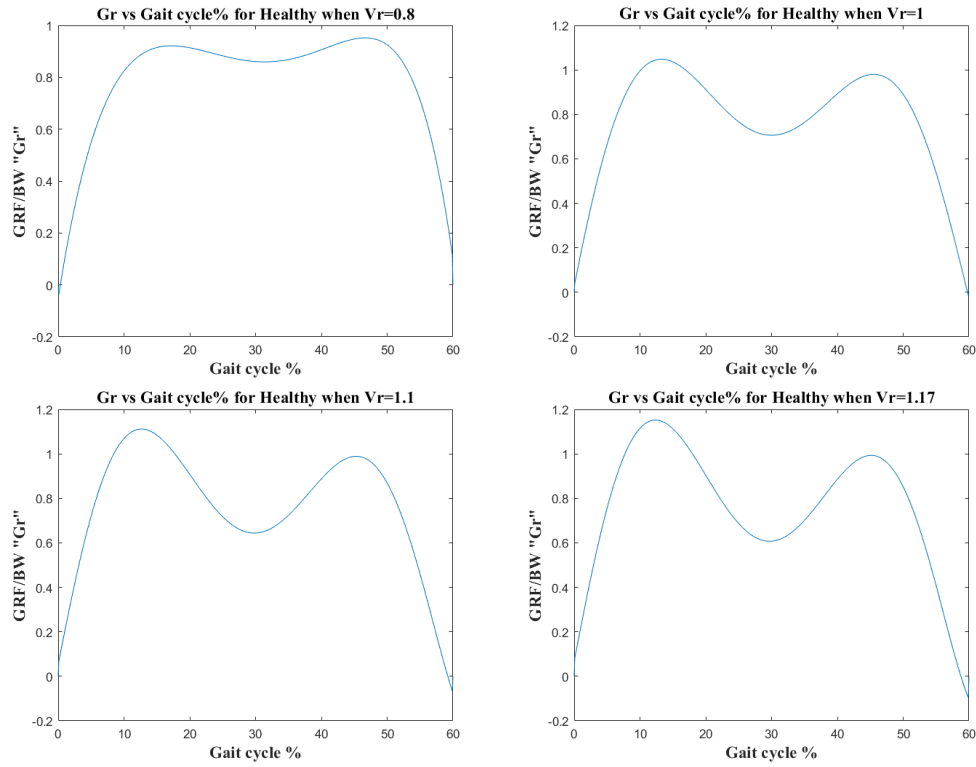 Gr vs Gait cycle% for Healthy when Vr=0.8
1
0.8
0.6
0.4
0.2
0
-0.2
GRF/BW "Gr"
0 10 20 30 40 50 60
Gait cycle %
Gr vs Gait cycle% for Healthy when Vr=1
1.2
1
0.8
0.6
0.4
0.2
0
-0.2
GRF/BW "Gr"
0 10 20 30 40 50 60
Gait cycle %
Gr vs Gait cycle% for Healthy when Vr=1.1
1.2
1
0.8
0.6
0.4
0.2
0
-0.2
GRF/BW "Gr"
0 10 20 30 40 50 60
Gait cycle %
Gr vs Gait cycle% for Healthy when Vr=1.17
1.2
1
0.8
0.6
0.4
0.2
0
-0.2
GRF/BW "Gr"
0 10 20 30 40 50 60
Gait cycle %